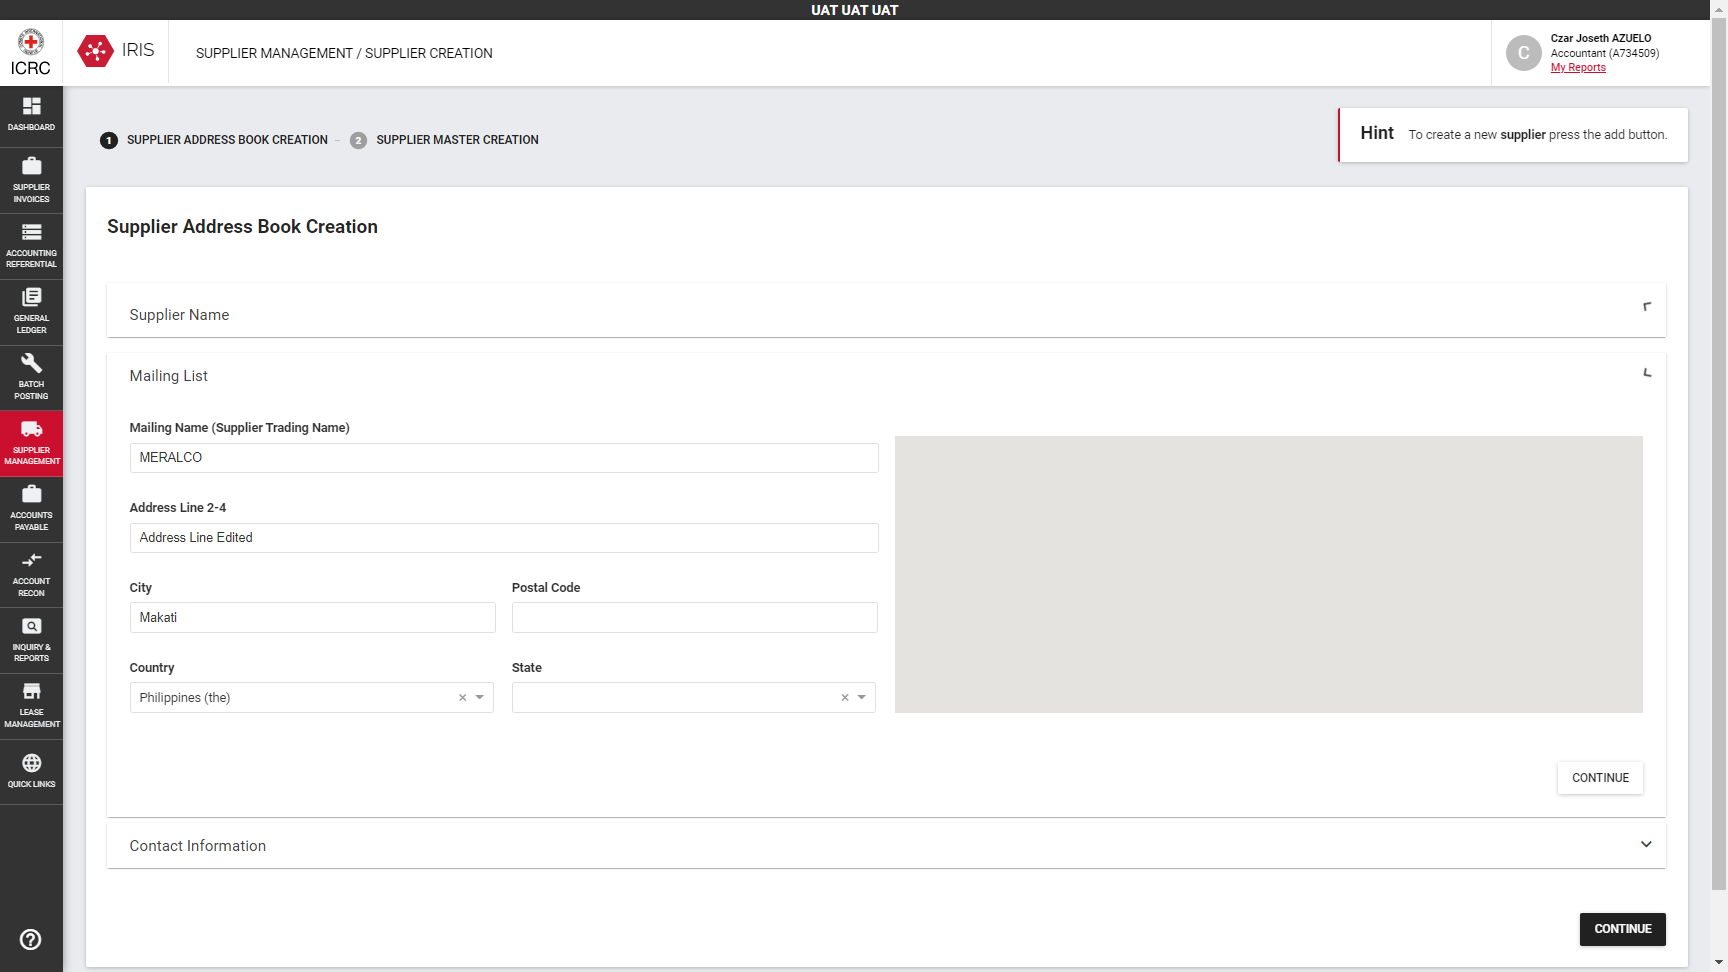 UAT UAT UAT
ICRC
IRIS
SUPPLIER MANAGEMENT / SUPPLIER CREATION
C
Czar Joseth AZUELO
Accountant (A734509)
My Reports
DASHBOARD
SUPPLIER
INVOICES
ACCOUNTING
REFERENTIAL
GENERAL
LEDGER
BATCH
POSTING
SUPPLIER
MANAGEMENT
ACCOUNTS
PAYABLE
ACCOUNT
RECON
INQUIRY &
REPORTS
LEASE
MANAGEMENT
QUICK LINKS
1 SUPPLIER ADDRESS BOOK CREATION - 2 SUPPLIER MASTER CREATION
Hint To create a new supplier press the add button.
Supplier Address Book Creation
Supplier Name
Mailing List
Mailing Name (Supplier Trading Name)
MERALCO
Address Line 2-4
Address Line Edited
City
Postal Code
Makati
Country
State
Philippines (the)
CONTINUE
Contact Information
CONTINUE